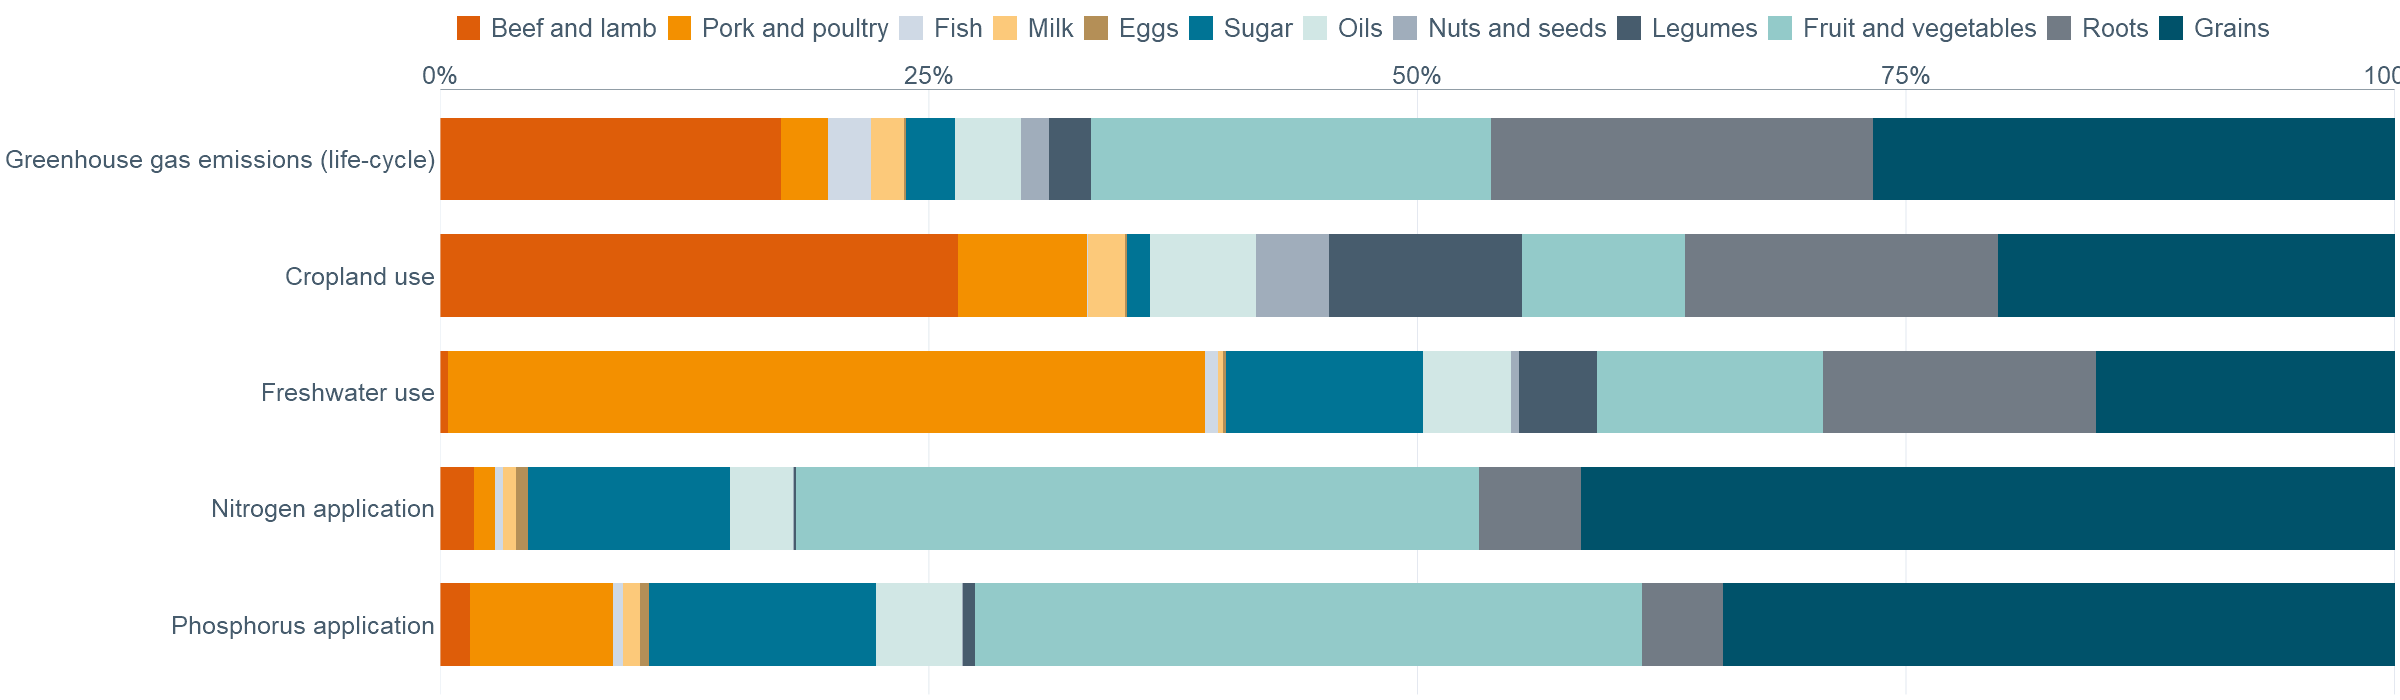 Beef and lamb Pork and poultry Fish Milk Eggs Sugar Oils Nuts and seeds Legumes Fruit and vegetables Roots Grains
0% 25% 50% 75% 100
Greenhouse gas emissions (life-cycle)
Cropland use
Freshwater use
Nitrogen application
Phosphorus application